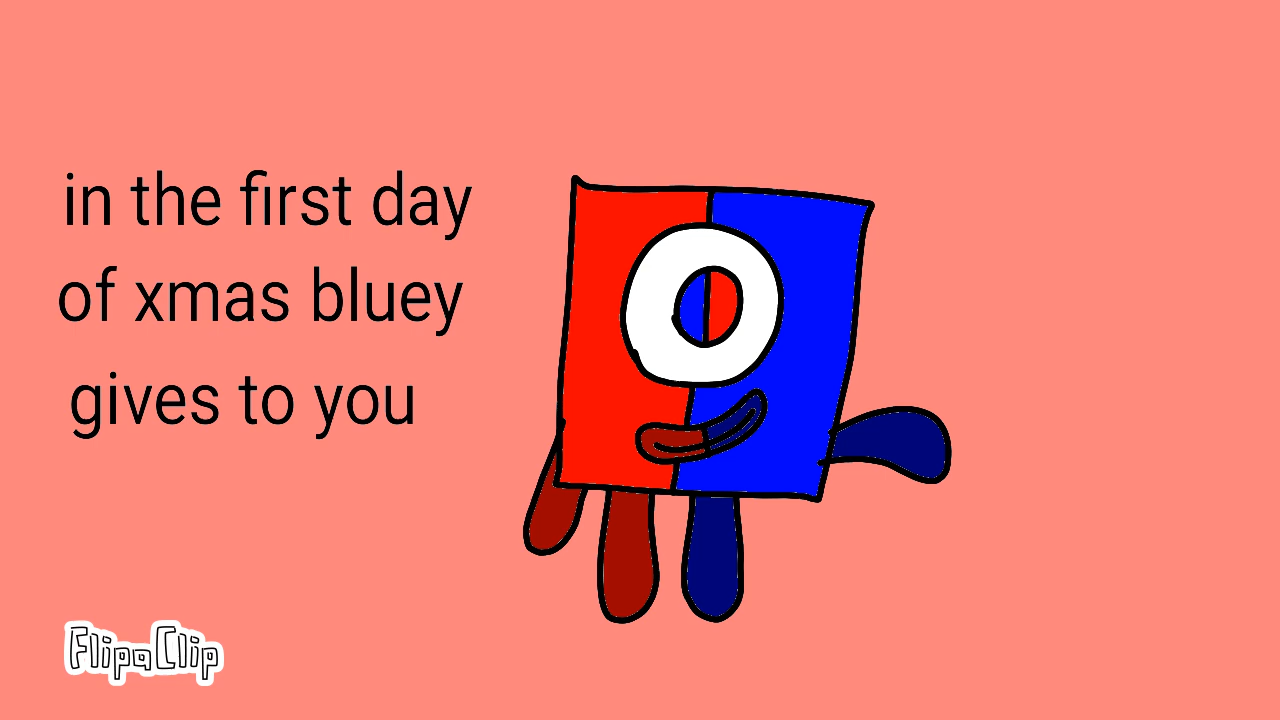 in the first day
of xmas bluey
gives to you
FlipaClip